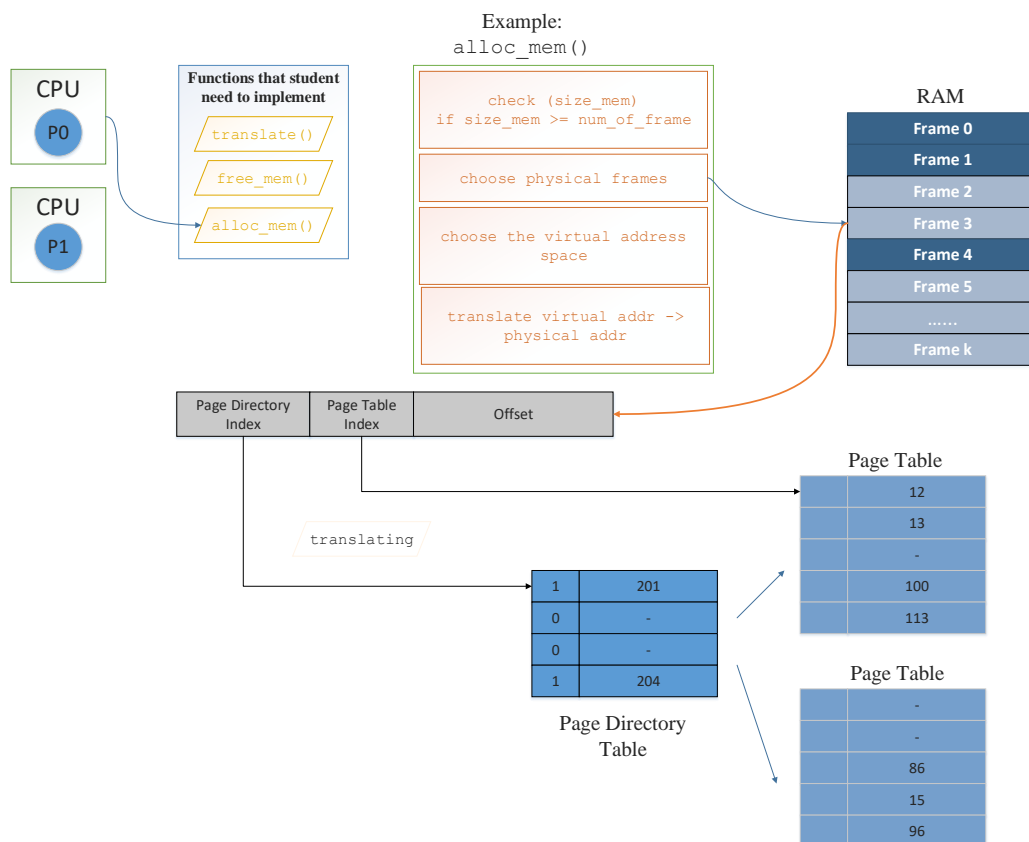 Example:
alloc_mem()
CPU
P0
CPU
P1
Functions that student
need to implement
translate()
free_mem()
alloc_mem()
check (size_mem)
if size_mem >= num_of_frame
choose physical frames
choose the virtual address
space
translate virtual addr ->
physical addr
RAM
Frame 0
Frame 1
Frame 2
Frame 3
Frame 4
Frame 5
......
Frame k
Page Directory
Index
Page Table
Index
Offset
translating
1 201
0 -
0 -
1 204
Page Directory
Table
Page Table
12
13
-
100
113
Page Table
-
-
86
15
96